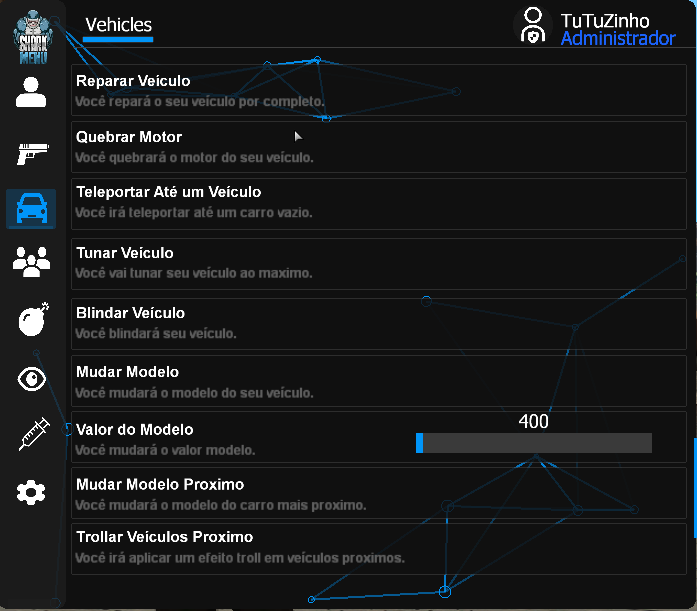 SHARK
MENU
Vehicles
TuTuZinho
Administrador
Reparar Veículo
Você repará o seu veículo por completo.
Quebrar Motor
Você quebrará o motor do seu veículo.
Teleportar Até um Veículo
Você irá teleportar até um carro vazio.
Tunar Veículo
Você vai tunar seu veículo ao maximo.
Blindar Veículo
Você blindará seu veículo.
Mudar Modelo
Você mudará o modelo do seu veículo.
Valor do Modelo
400
Você mudará o valor modelo.
Mudar Modelo Proximo
Você mudará o modelo do carro mais proximo.
Trollar Veículos Proximo
Você irá aplicar um efeito troll em veículos proximos.